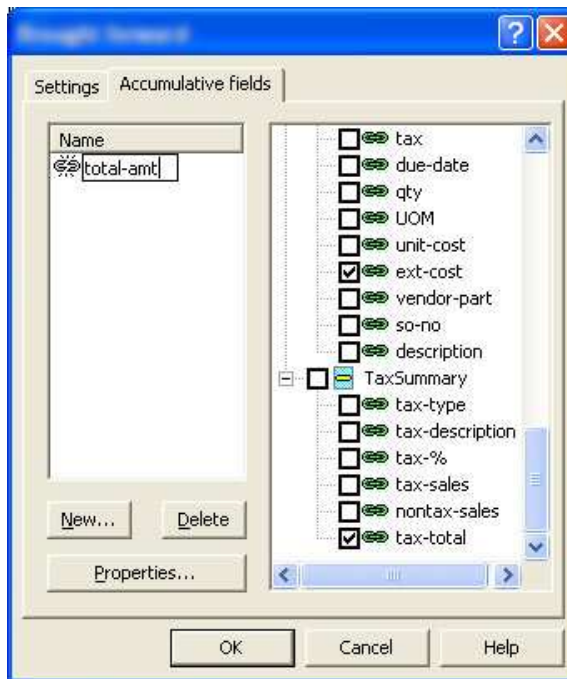 Settings
Accumulative fields
Name
total-amt
tax
due-date
qty
UOM
unit-cost
ext-cost
vendor-part
so-no
description
TaxSummary
tax-type
tax-description
tax-%
tax-sales
nontax-sales
tax-total
New...
Delete
Properties...
OK
Cancel
Help